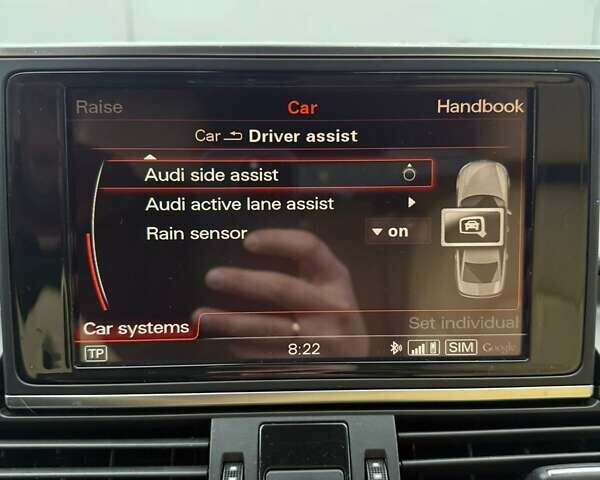 Raise Car Handbook
Car Driver assist
Audi side assist
Audi active lane assist
Rain sensor on
Car systems Set individual
TP 8:22 SIM Google